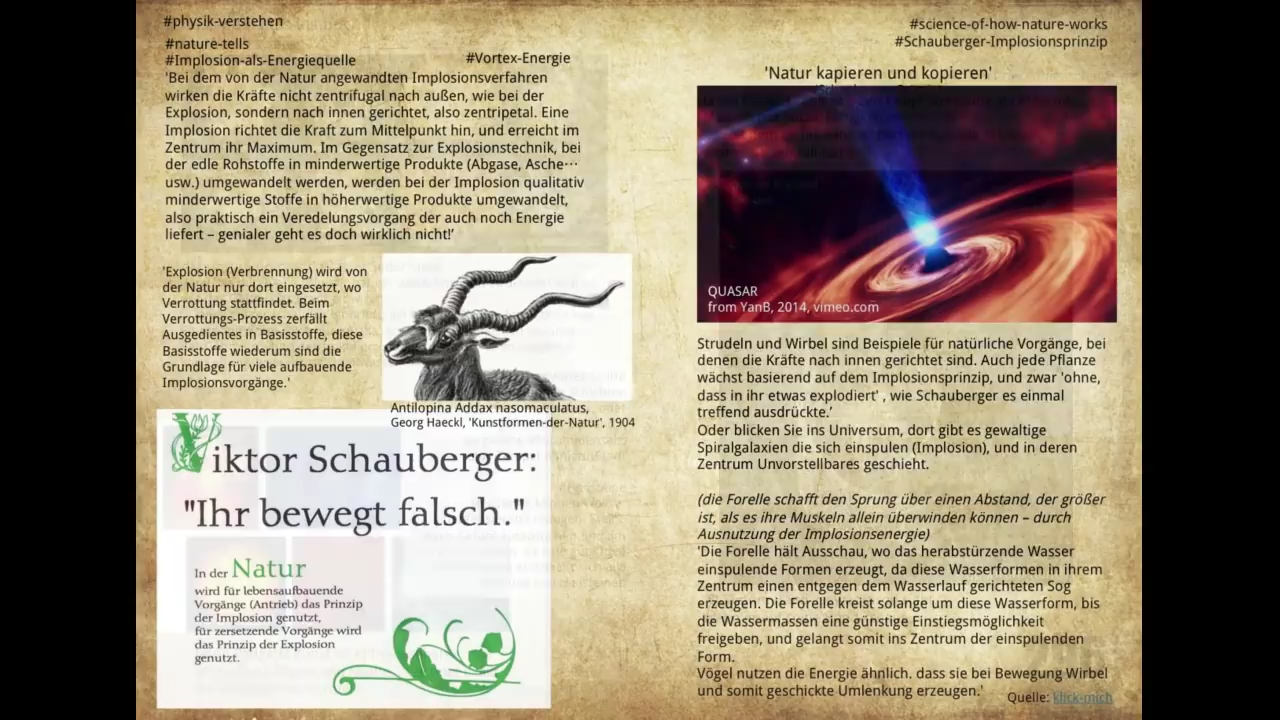 #physik-verstehen
#nature-tells
#Implosion-als-Energiequelle
#Vortex-Energie
'Bei dem von der Natur angewandten Implosionsverfahren
wirken die Kräfte nicht zentrifugal nach außen, wie bei der
Explosion, sondern nach innen gerichtet, also zentripetal. Eine
Implosion richtet die Kraft zum Mittelpunkt hin, und erreicht im
Zentrum ihr Maximum. Im Gegensatz zur Explosionstechnik, bei
der edle Rohstoffe in minderwertige Produkte (Abgase, Asche···
usw.) umgewandelt werden, werden bei der Implosion qualitativ
minderwertige Stoffe in höherwertige Produkte umgewandelt,
also praktisch ein Veredelungsvorgang der auch noch Energie
liefert – genialer geht es doch wirklich nicht!’
'Explosion (Verbrennung) wird von
der Natur nur dort eingesetzt, wo
Verrottung stattfindet. Beim
Verrottungs-Prozess zerfällt
Ausgedientes in Basisstoffe, diese
Basisstoffe wiederum sind die
Grundlage für viele aufbauende
Implosionsvorgänge.'
Antilopina Addax nasomaculatus,
Georg Haeckl, 'Kunstformen-der-Natur', 1904
Viktor Schauberger:
"Ihr bewegt falsch."
In der Natur
wird für lebensaufbauende
Vorgänge (Antrieb) das Prinzip
der Implosion genutzt,
für zersetzende Vorgänge wird
das Prinzip der Explosion
genutzt.
#science-of-how-nature-works
#Schauberger-Implosionsprinzip
'Natur kapieren und kopieren'
QUASAR
from YanB, 2014, vimeo.com
Strudeln und Wirbel sind Beispiele für natürliche Vorgänge, bei
denen die Kräfte nach innen gerichtet sind. Auch jede Pflanze
wächst basierend auf dem Implosionsprinzip, und zwar 'ohne,
dass in ihr etwas explodiert' , wie Schauberger es einmal
treffend ausdrückte.’
Oder blicken Sie ins Universum, dort gibt es gewaltige
Spiralgalaxien die sich einspulen (Implosion), und in deren
Zentrum Unvorstellbares geschieht.
(die Forelle schafft den Sprung über einen Abstand, der größer
ist, als es ihre Muskeln allein überwinden können – durch
Ausnutzung der Implosionsenergie)
'Die Forelle hält Ausschau, wo das herabstürzende Wasser
einspulende Formen erzeugt, da diese Wasserformen in ihrem
Zentrum einen entgegen dem Wasserlauf gerichteten Sog
erzeugen. Die Forelle kreist solange um diese Wasserform, bis
die Wassermassen eine günstige Einstiegsmöglichkeit
freigeben, und gelangt somit ins Zentrum der einspulenden
Form.
Vögel nutzen die Energie ähnlich. dass sie bei Bewegung Wirbel
und somit geschickte Umlenkung erzeugen.'
Quelle: klick-mich